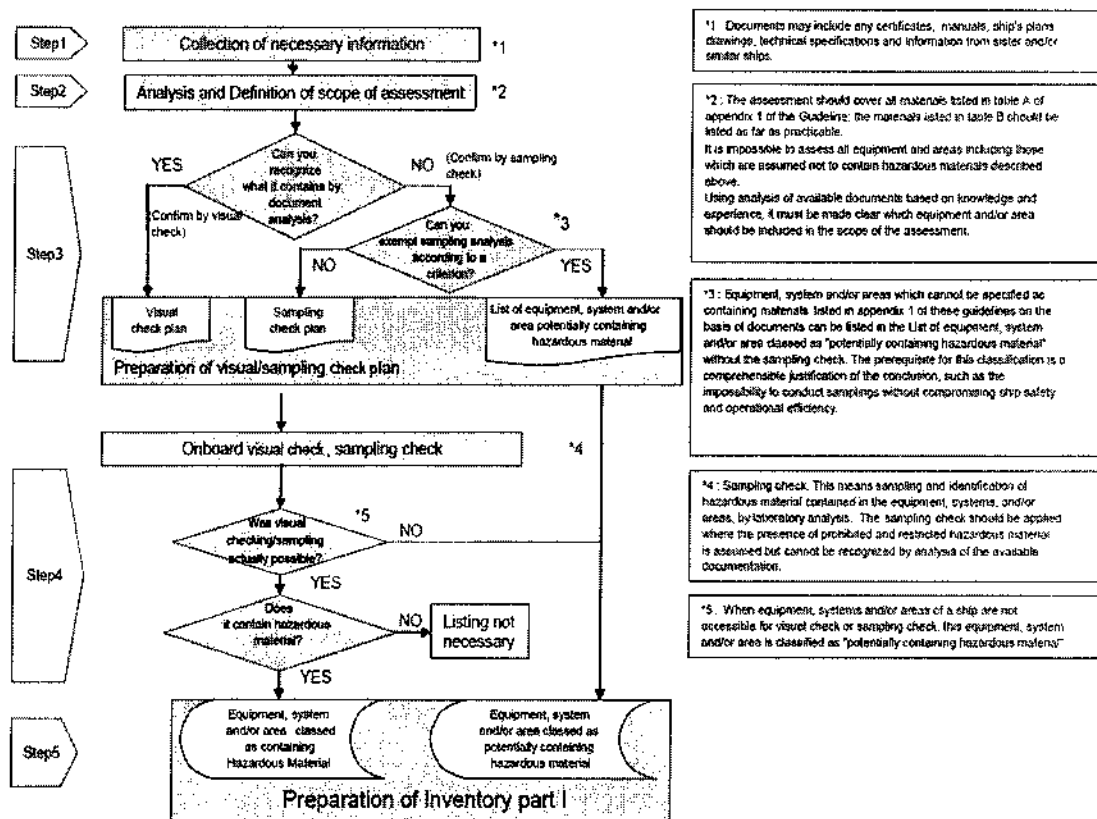 Step1
Collection of necessary information
*1
Step2
Analysis and Definition of scope of assessment
*2
Step3
YES
Can you
recognize
what it contains by
document
analysis?
NO
(Confirm by sampling
check)
(Confirm by visual
check)
*3
Can you
exempt sampling analysis
according to a
criterion?
NO
YES
Visual
check plan
Sampling
check plan
List of equipment, system and/or
area potentially containing
hazardous material
Preparation of visual/sampling check plan
Onboard visual check, sampling check
*4
Step4
*5
Was visual
checking/sampling
actually possible?
NO
YES
Does
it contain hazardous
material?
NO
Listing not
necessary
YES
Step5
Equipment, system
and/or area classed
as containing
Hazardous Material
Equipment, system
and/or area classed as
potentially containing
hazardous material
Preparation of Inventory part I
*1 Documents may include any certificates, manuals, ship's plans
drawings, technical specifications and information from sister and/or
similar ships.
*2 : The assessment should cover all materials listed in table A of
appendix 1 of the Guideline; the materials listed in table B should be
listed as far as practicable.
It is impossible to assess all equipment and areas including those
which are assumed not to contain hazardous materials described
above.
Using analysis of available documents based on knowledge and
experience, it must be made clear which equipment and/or area
should be included in the scope of the assessment.
*3 : Equipment, system and/or areas which cannot be specified as
containing materials listed in appendix 1 of these guidelines on the
basis of documents can be listed in the List of equipment, system
and/or area classed as "potentially containing hazardous material"
without the sampling check. The prerequisite for this classification is a
comprehensible justification of the conclusion, such as the
impossibility to conduct samplings without compromising ship safety
and operational efficiency.
*4 : Sampling check. This means sampling and identification of
hazardous material contained in the equipment, systems, and/or
areas, by laboratory analysis. The sampling check should be applied
where the presence of prohibited and restricted hazardous material
is assumed but cannot be recognized by analysis of the available
documentation.
*5 . When equipment, systems and/or areas of a ship are not
accessible for visual check or sampling check, this equipment, system
and/or area is classified as "potentially containing hazardous material"